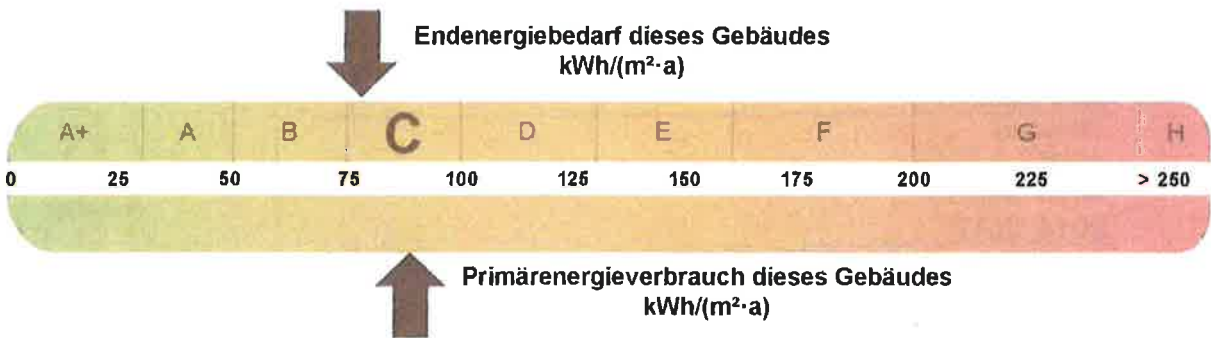 Endenergiebedarf dieses Gebäudes
kWh/(m²·a)
A+ A B C D E F G H
0 25 50 75 100 125 150 175 200 225 > 250
Primärenergieverbrauch dieses Gebäudes
kWh/(m²·a)